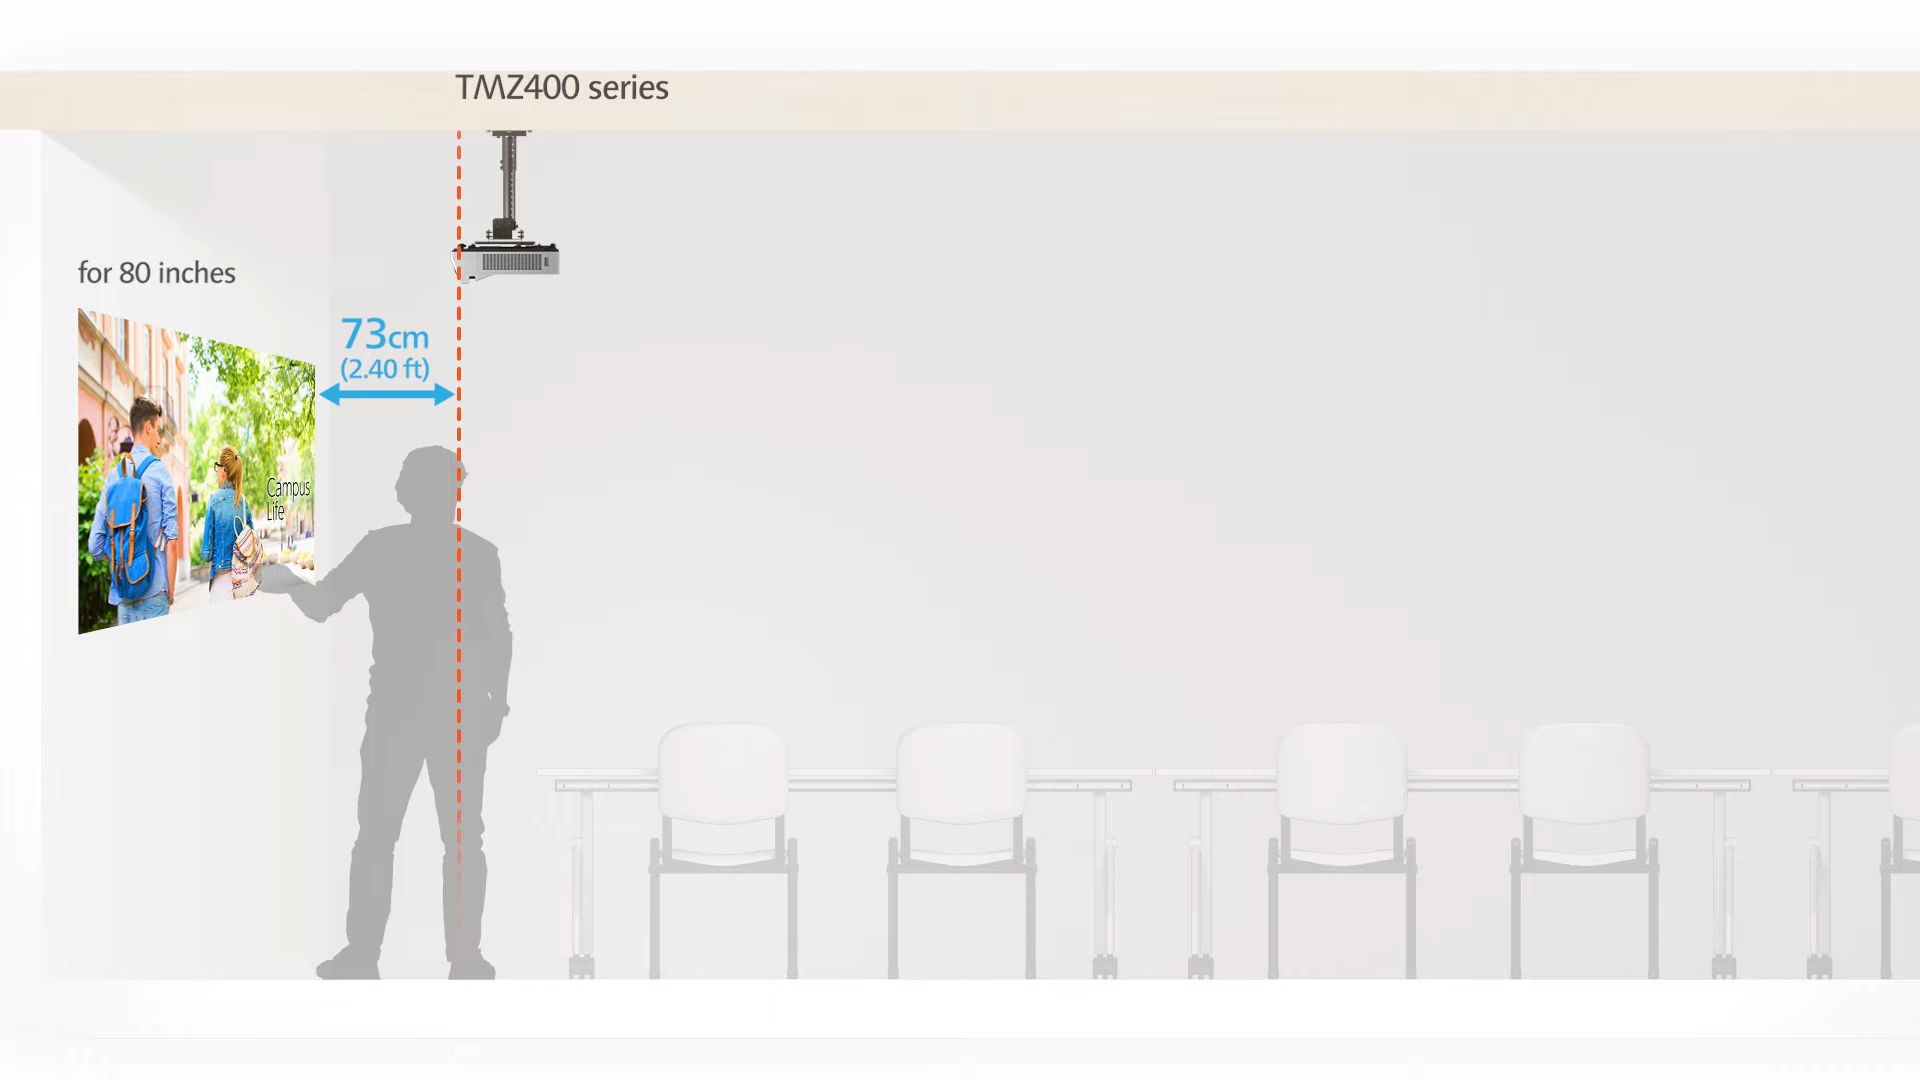 TMZ400 series
for 80 inches
73cm
(2.40 ft)
Campus
Life